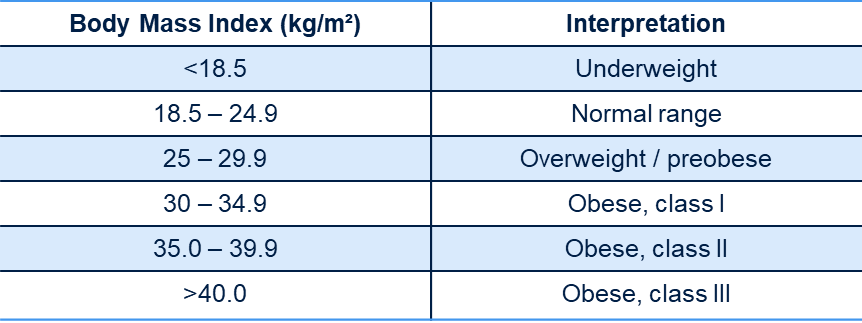 Body Mass Index (kg/m²) Interpretation
<18.5 Underweight
18.5 – 24.9 Normal range
25 – 29.9 Overweight / preobese
30 – 34.9 Obese, class I
35.0 – 39.9 Obese, class II
>40.0 Obese, class III